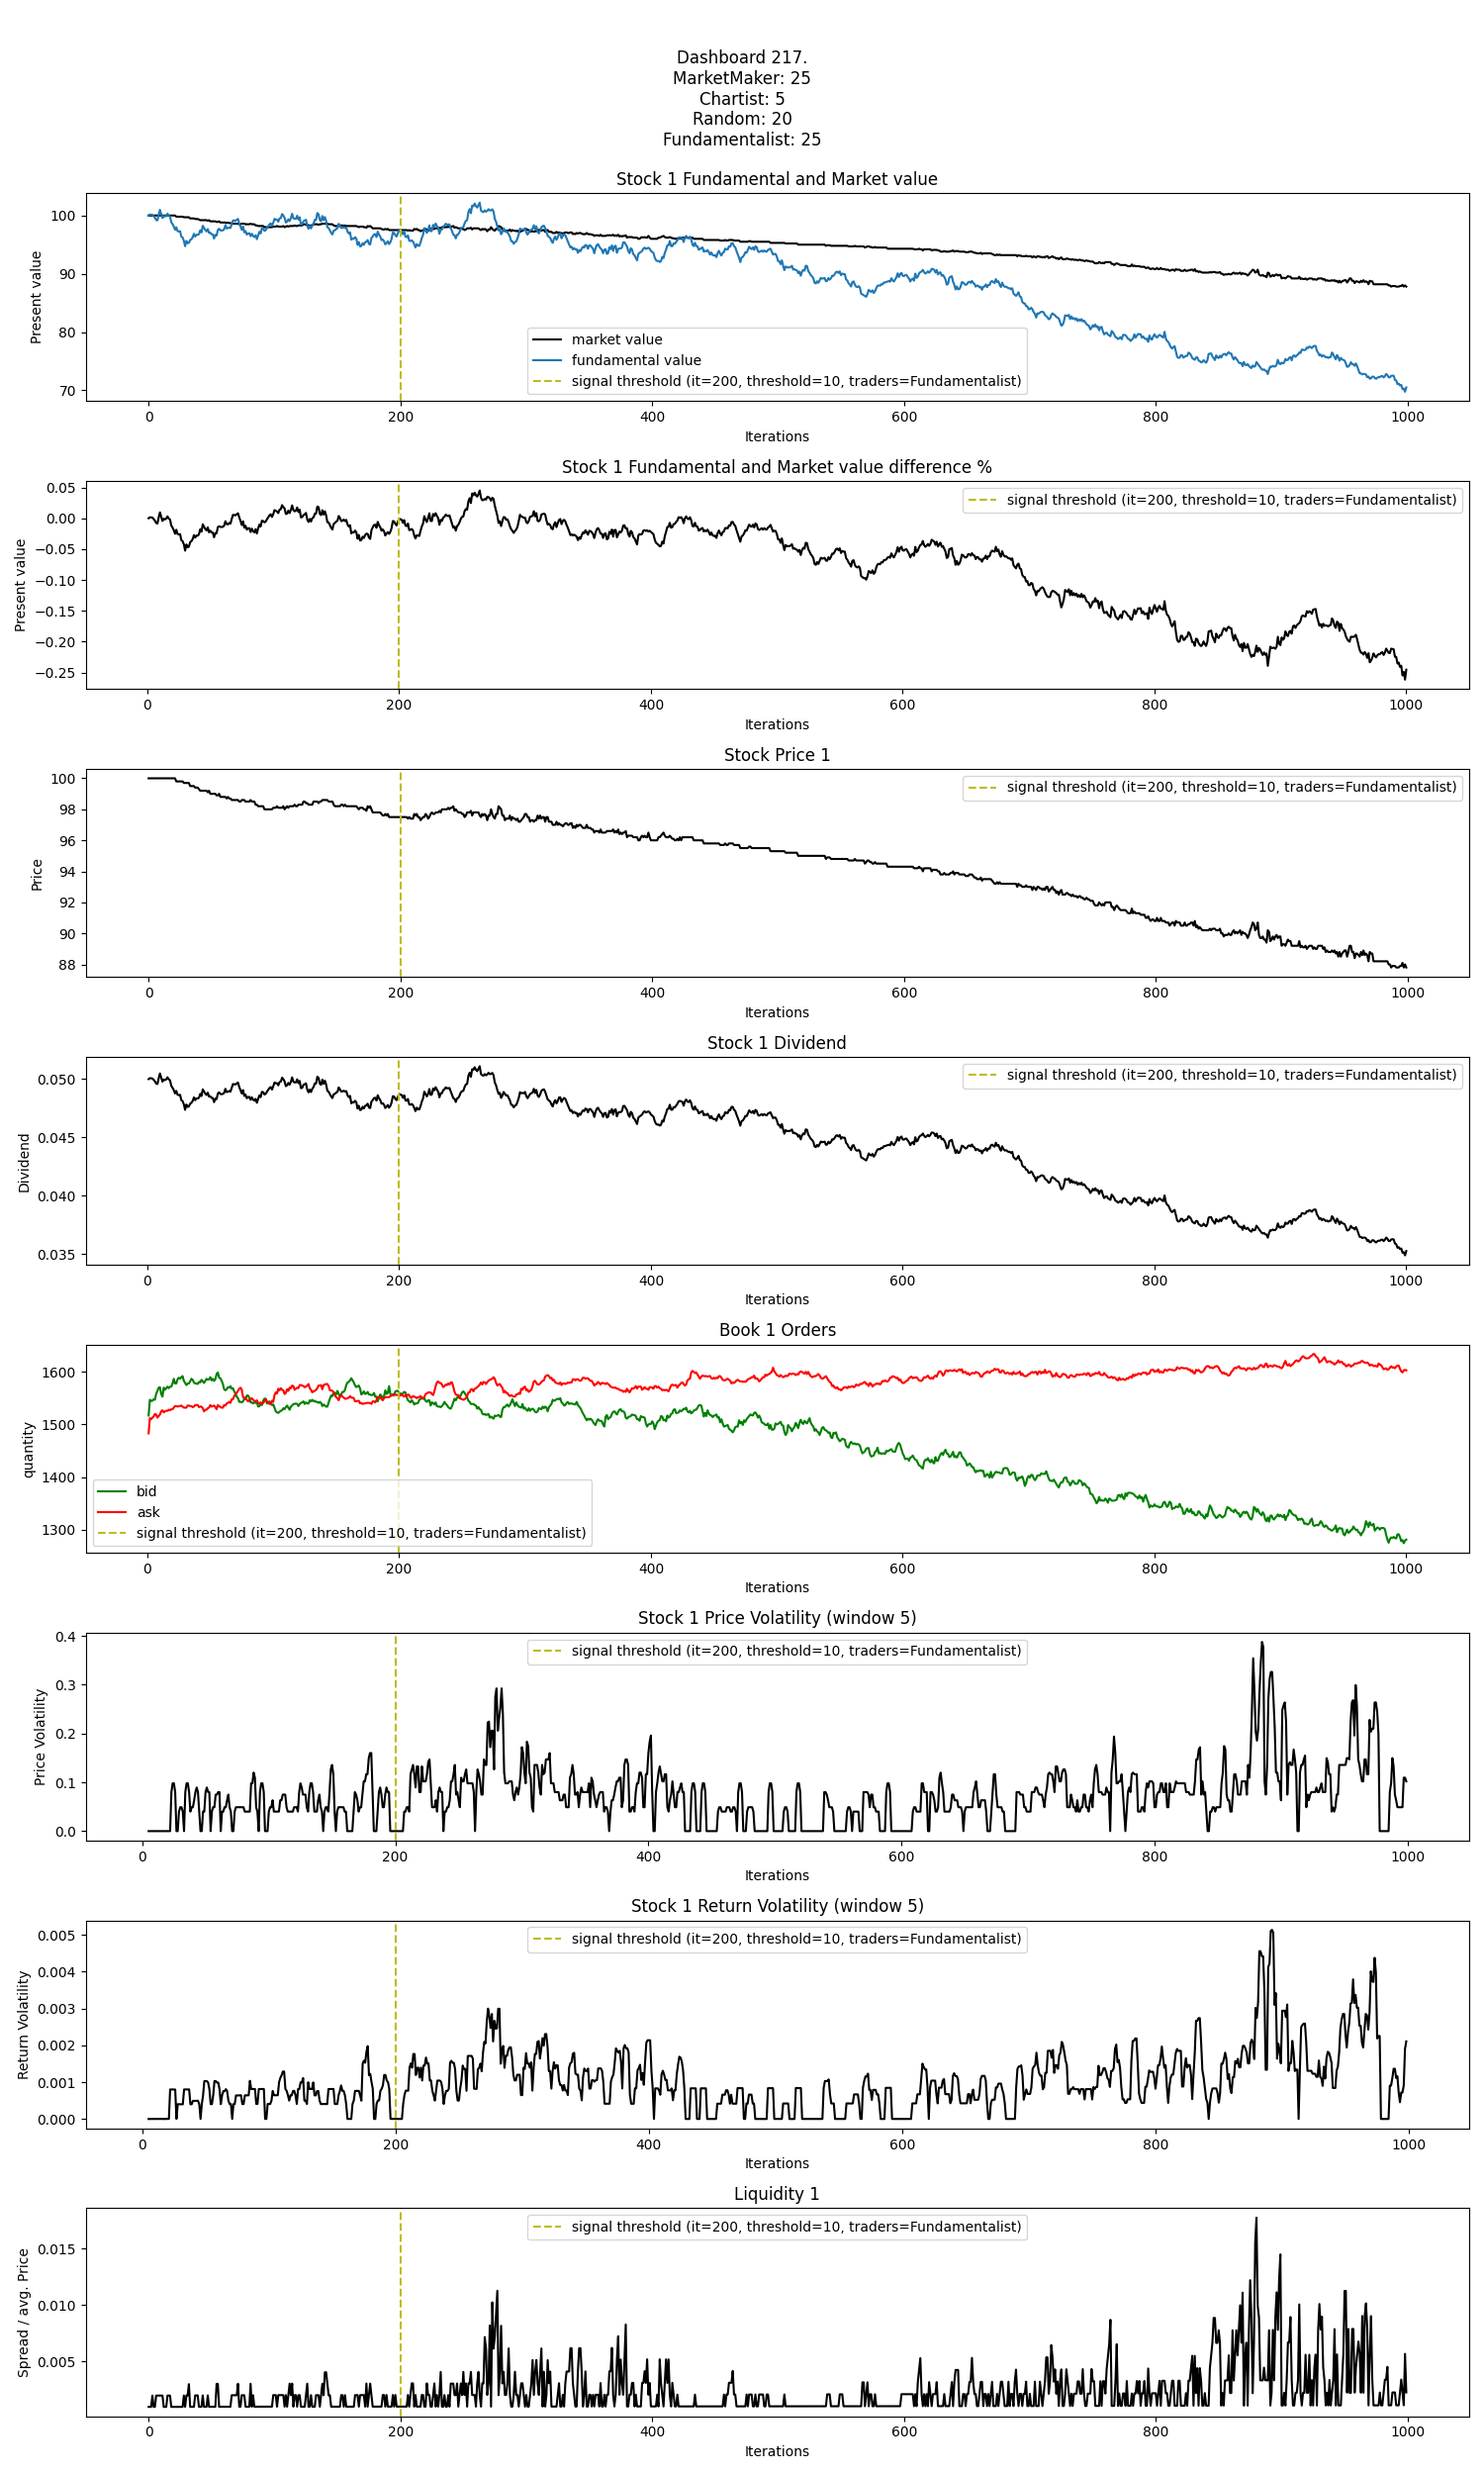 Dashboard 217.
MarketMaker: 25
Chartist: 5
Random: 20
Fundamentalist: 25
Stock 1 Fundamental and Market value
Present value
100
90
80
70
market value
fundamental value
signal threshold (it=200, threshold=10, traders=Fundamentalist)
0 200 400 600 800 1000
Iterations
Stock 1 Fundamental and Market value difference %
Present value
0.05
0.00
−0.05
−0.10
−0.15
−0.20
−0.25
signal threshold (it=200, threshold=10, traders=Fundamentalist)
0 200 400 600 800 1000
Iterations
Stock Price 1
Price
100
98
96
94
92
90
88
signal threshold (it=200, threshold=10, traders=Fundamentalist)
0 200 400 600 800 1000
Iterations
Stock 1 Dividend
Dividend
0.050
0.045
0.040
0.035
signal threshold (it=200, threshold=10, traders=Fundamentalist)
0 200 400 600 800 1000
Iterations
Book 1 Orders
quantity
1600
1500
1400
1300
bid
ask
signal threshold (it=200, threshold=10, traders=Fundamentalist)
0 200 400 600 800 1000
Iterations
Stock 1 Price Volatility (window 5)
Price Volatility
0.4
0.3
0.2
0.1
0.0
signal threshold (it=200, threshold=10, traders=Fundamentalist)
0 200 400 600 800 1000
Iterations
Stock 1 Return Volatility (window 5)
Return Volatility
0.005
0.004
0.003
0.002
0.001
0.000
signal threshold (it=200, threshold=10, traders=Fundamentalist)
0 200 400 600 800 1000
Iterations
Liquidity 1
Spread / avg. Price
0.015
0.010
0.005
signal threshold (it=200, threshold=10, traders=Fundamentalist)
0 200 400 600 800 1000
Iterations